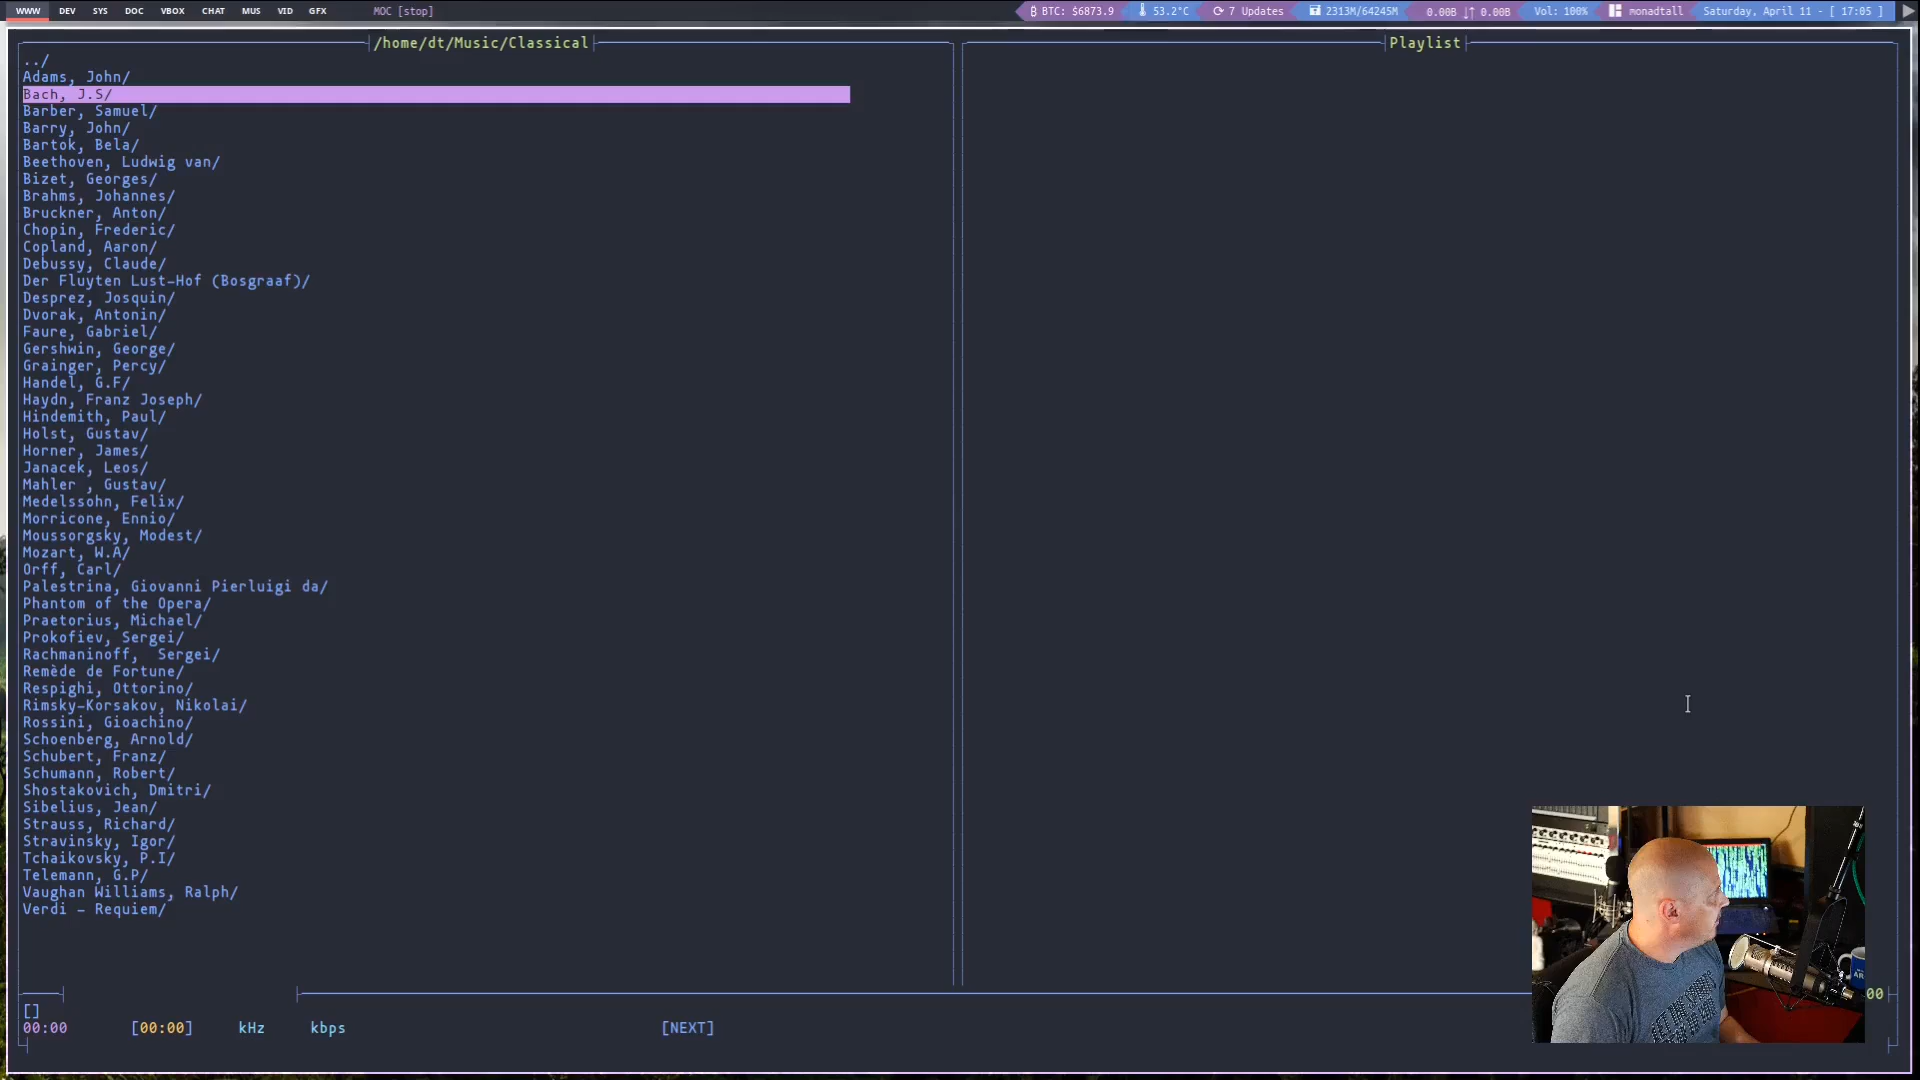 WWW DEV SYS DOC VBOX CHAT MUS VID GFX MOC [stop] BTC: $6873.9 53.2°C 7 Updates 2313M/64245M 0.00B ↓↑ 0.00B Vol: 100% monadtall Saturday, April 11 - [ 17:05 ]
/home/dt/Music/Classical
Playlist
../
Adams, John/
Bach, J.S/
Barber, Samuel/
Barry, John/
Bartok, Bela/
Beethoven, Ludwig van/
Bizet, Georges/
Brahms, Johannes/
Bruckner, Anton/
Chopin, Frederic/
Copland, Aaron/
Debussy, Claude/
Der Fluyten Lust-Hof (Bosgraaf)/
Desprez, Josquin/
Dvorak, Antonin/
Faure, Gabriel/
Gershwin, George/
Grainger, Percy/
Handel, G.F/
Haydn, Franz Joseph/
Hindemith, Paul/
Holst, Gustav/
Horner, James/
Janacek, Leos/
Mahler , Gustav/
Medelssohn, Felix/
Morricone, Ennio/
Moussorgsky, Modest/
Mozart, W.A/
Orff, Carl/
Palestrina, Giovanni Pierluigi da/
Phantom of the Opera/
Praetorius, Michael/
Prokofiev, Sergei/
Rachmaninoff,  Sergei/
Remède de Fortune/
Respighi, Ottorino/
Rimsky-Korsakov, Nikolai/
Rossini, Gioachino/
Schoenberg, Arnold/
Schubert, Franz/
Schumann, Robert/
Shostakovich, Dmitri/
Sibelius, Jean/
Strauss, Richard/
Stravinsky, Igor/
Tchaikovsky, P.I/
Telemann, G.P/
Vaughan Williams, Ralph/
Verdi - Requiem/
00
[]
00:00 [00:00] kHz kbps [NEXT]